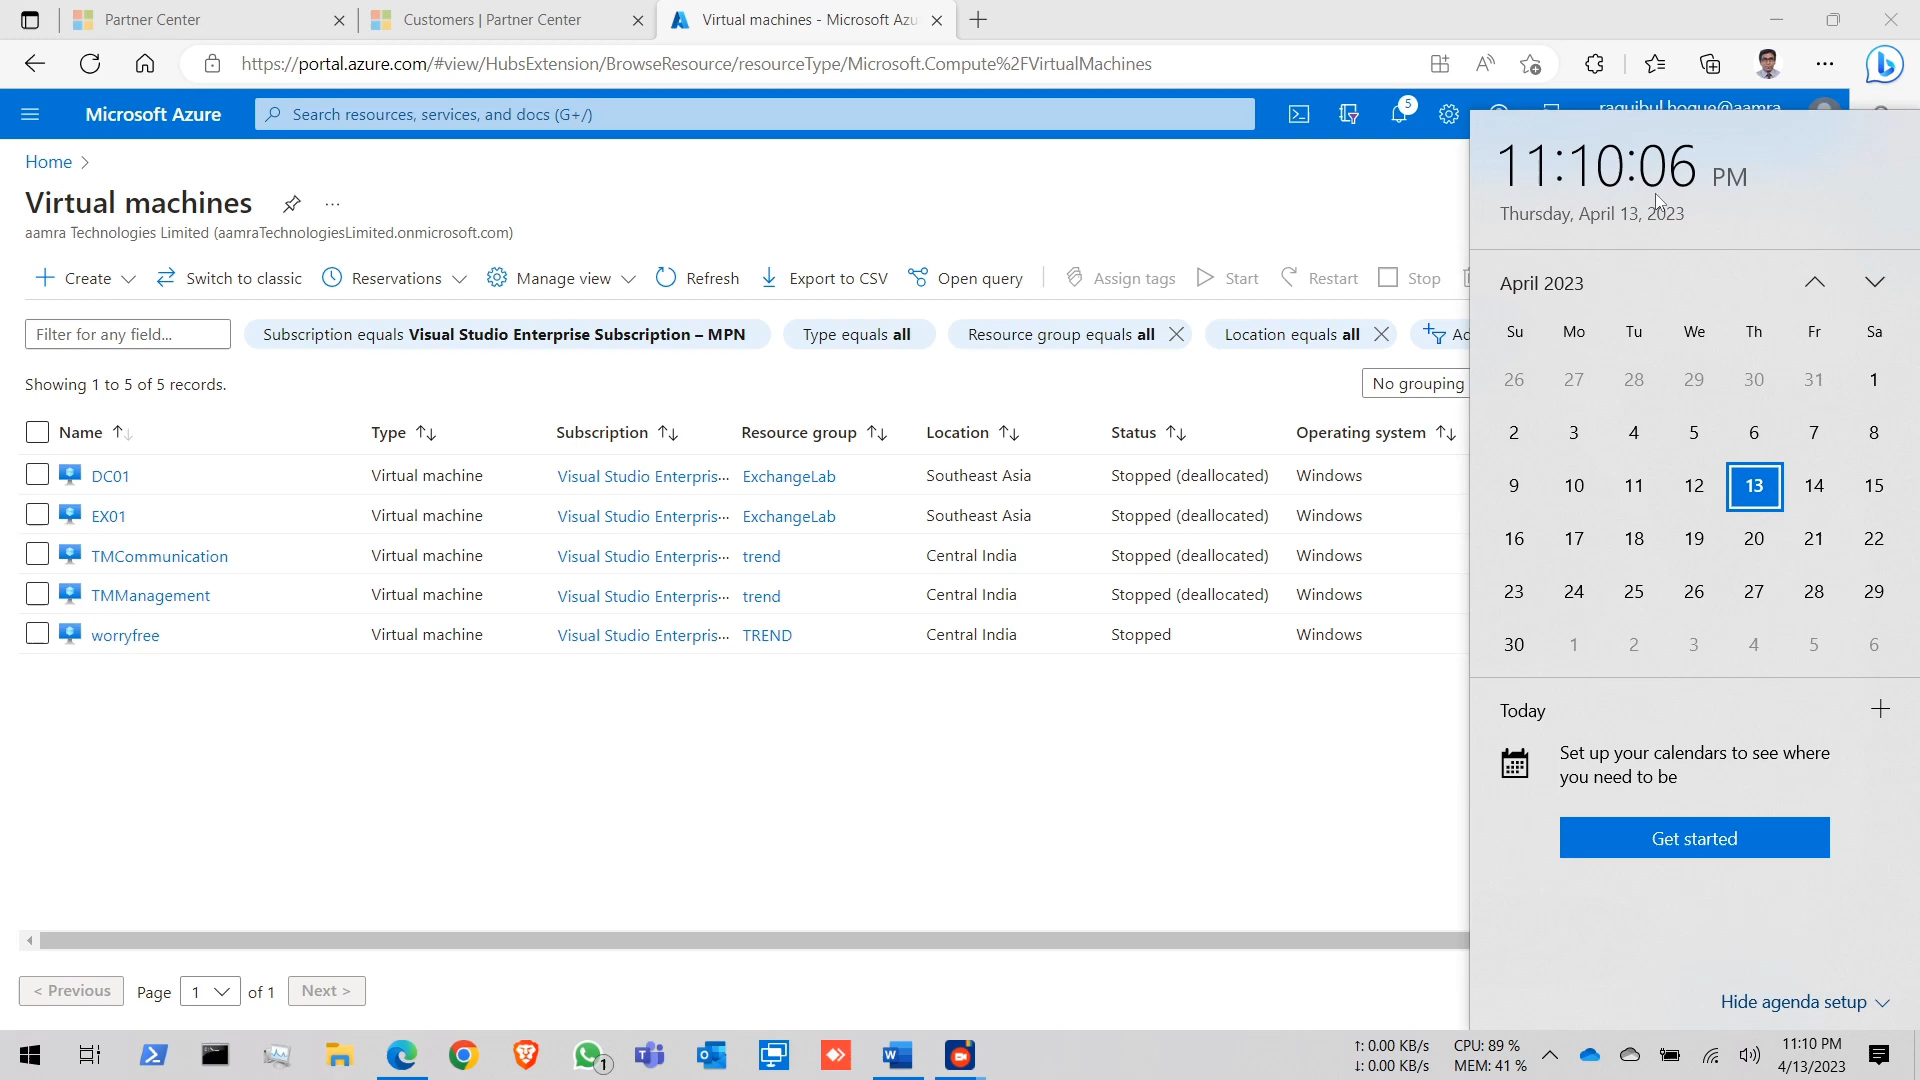 Partner Center
Customers | Partner Center
Virtual machines - Microsoft Azu
https://portal.azure.com/#view/HubsExtension/BrowseResource/resourceType/Microsoft.Compute%2FVirtualMachines
Microsoft Azure
Search resources, services, and docs (G+/)
5
raquibul.hoque@aamra
Home >
Virtual machines
aamra Technologies Limited (aamraTechnologiesLimited.onmicrosoft.com)
Create
Switch to classic
Reservations
Manage view
Refresh
Export to CSV
Open query
Assign tags
Start
Restart
Stop
Filter for any field...
Subscription equals Visual Studio Enterprise Subscription – MPN
Type equals all
Resource group equals all
Location equals all
Ad
Showing 1 to 5 of 5 records.
No grouping
Name Type Subscription Resource group Location Status Operating system
DC01 Virtual machine Visual Studio Enterpris··· ExchangeLab Southeast Asia Stopped (deallocated) Windows
EX01 Virtual machine Visual Studio Enterpris··· ExchangeLab Southeast Asia Stopped (deallocated) Windows
TMCommunication Virtual machine Visual Studio Enterpris··· trend Central India Stopped (deallocated) Windows
TMManagement Virtual machine Visual Studio Enterpris··· trend Central India Stopped (deallocated) Windows
worryfree Virtual machine Visual Studio Enterpris··· TREND Central India Stopped Windows
< Previous
Page 1 of 1
Next >
11:10:06 PM
Thursday, April 13, 2023
April 2023
Su Mo Tu We Th Fr Sa
26 27 28 29 30 31 1
2 3 4 5 6 7 8
9 10 11 12 13 14 15
16 17 18 19 20 21 22
23 24 25 26 27 28 29
30 1 2 3 4 5 6
Today
Set up your calendars to see where
you need to be
Get started
Hide agenda setup
1
↑: 0.00 KB/s
↓: 0.00 KB/s
CPU: 89 %
MEM: 41 %
11:10 PM
4/13/2023